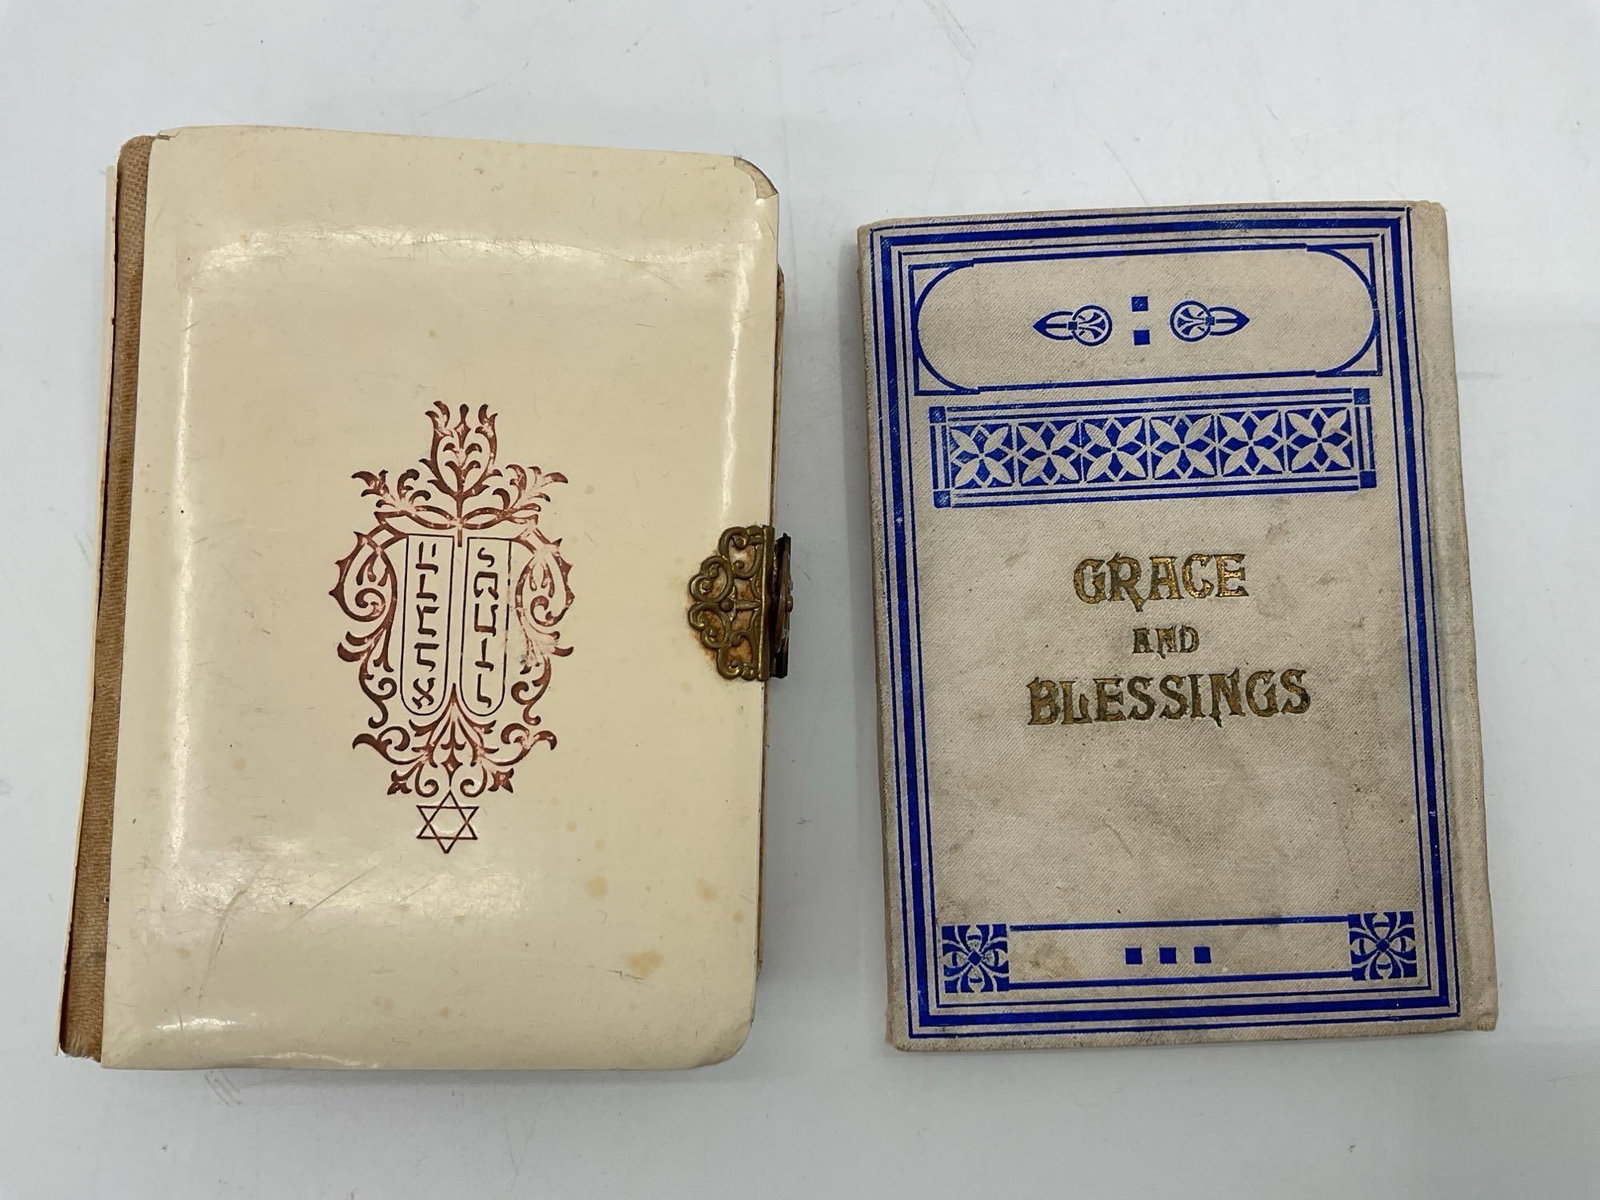 א
ב
ג
ד
ה
ו
ז
ח
ט
י
GRACE
AND
BLESSINGS